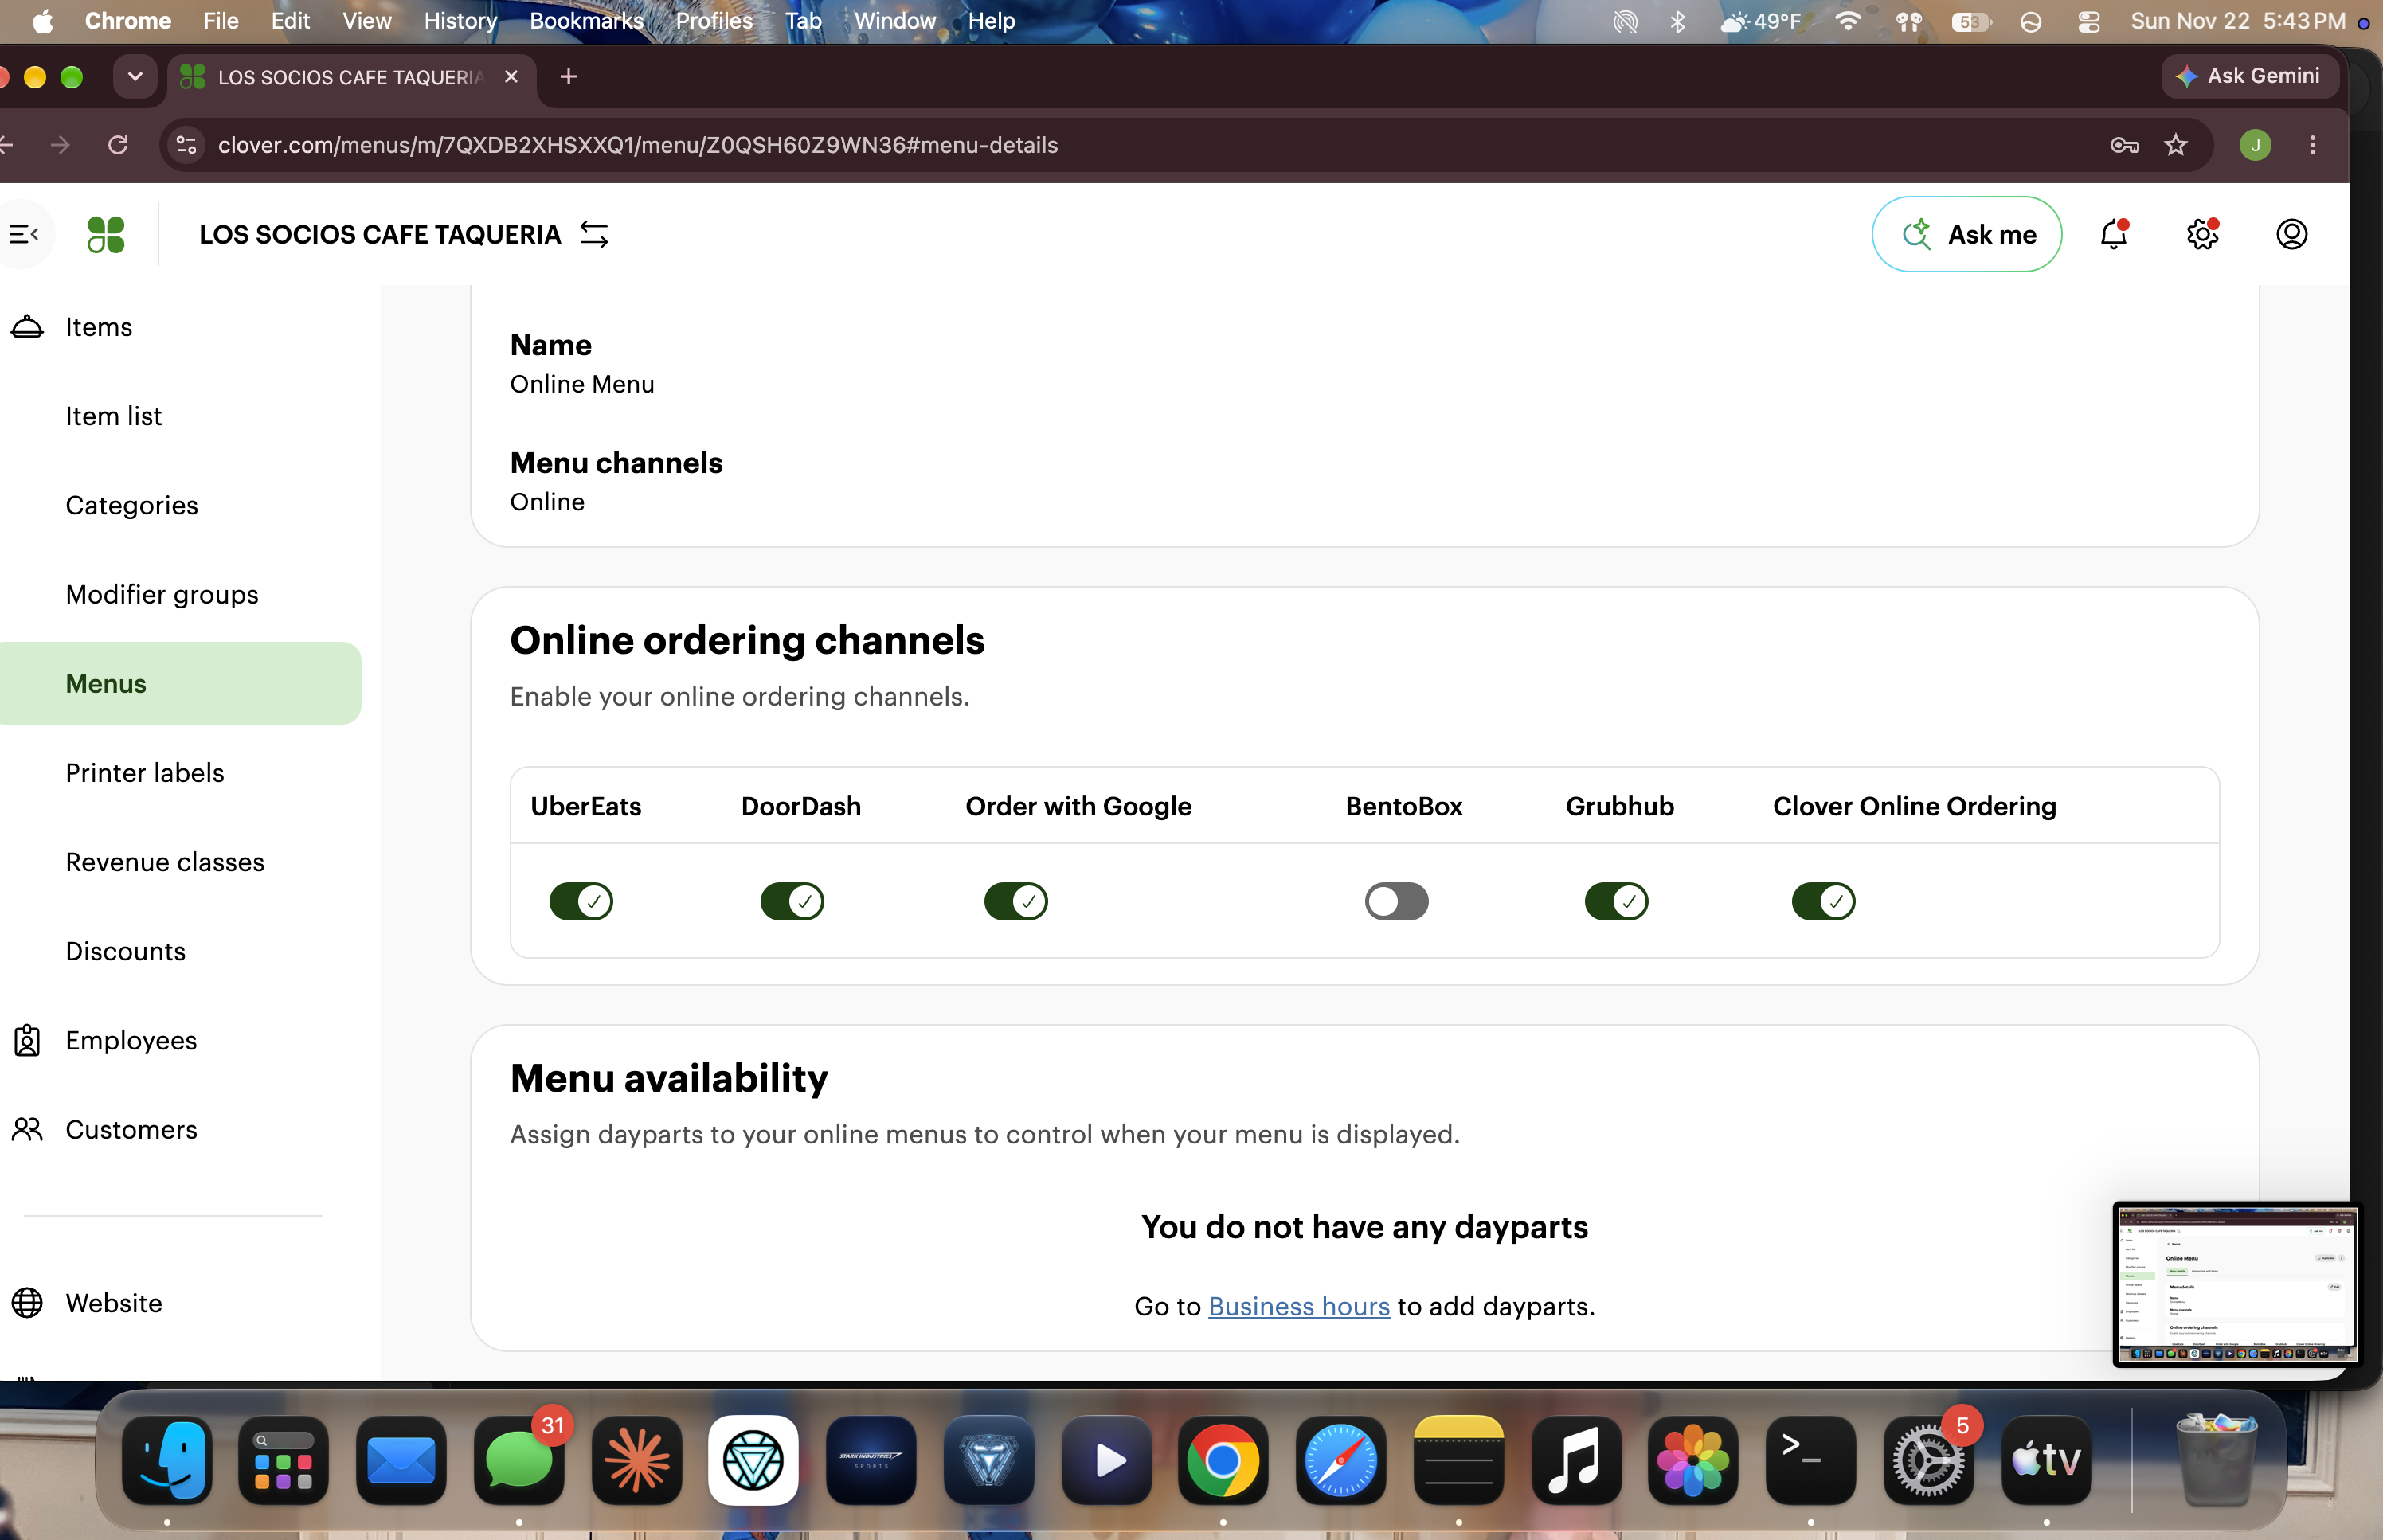 Chrome File Edit View History Bookmarks Profiles Tab Window Help 49°F 53 Sun Nov 22 5:43 PM
LOS SOCIOS CAFE TAQUERIA Ask Gemini
clover.com/menus/m/7QXDB2XHSXXQ1/menu/Z0QSH60Z9WN36#menu-details J
LOS SOCIOS CAFE TAQUERIA Ask me
Items
Item list
Categories
Modifier groups
Menus
Printer labels
Revenue classes
Discounts
Employees
Customers
Website
Name
Online Menu
Menu channels
Online
Online ordering channels
Enable your online ordering channels.
UberEats DoorDash Order with Google BentoBox Grubhub Clover Online Ordering
Menu availability
Assign dayparts to your online menus to control when your menu is displayed.
You do not have any dayparts
Go to Business hours to add dayparts.
31
STARK INDUSTRIES
SPORTS
5
tv